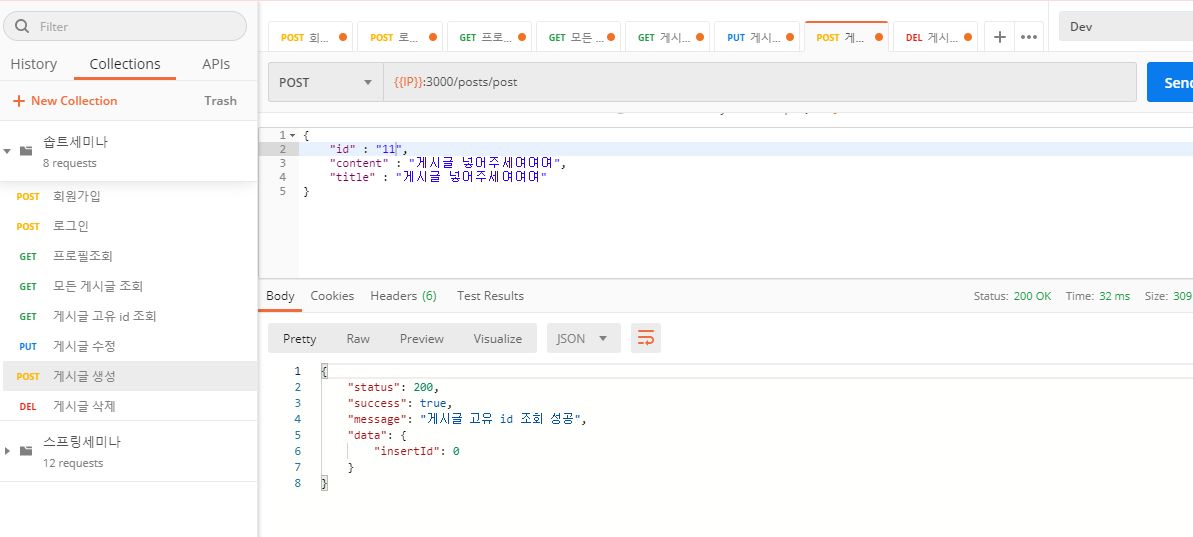 Filter
History Collections APIs
+ New Collection Trash
솝트세미나
8 requests
POST 회원가입
POST 로그인
GET 프로필조회
GET 모든 게시글 조회
GET 게시글 고유 id 조회
PUT 게시글 수정
POST 게시글 생성
DEL 게시글 삭제
스프링세미나
12 requests
POST 회... POST 로... GET 프로... GET 모든 ... GET 게시... PUT 게시... POST 게... DEL 게시... + ••• Dev
POST {{IP}}:3000/posts/post Send
1 {
2 "id" : "11",
3 "content" : "게시글 넣어주세여여여",
4 "title" : "게시글 넣어주세여여여"
5 }
Body Cookies Headers (6) Test Results Status: 200 OK Time: 32 ms Size: 309
Pretty Raw Preview Visualize JSON
1 {
2 "status": 200,
3 "success": true,
4 "message": "게시글 고유 id 조회 성공",
5 "data": {
6 "insertId": 0
7 }
8 }